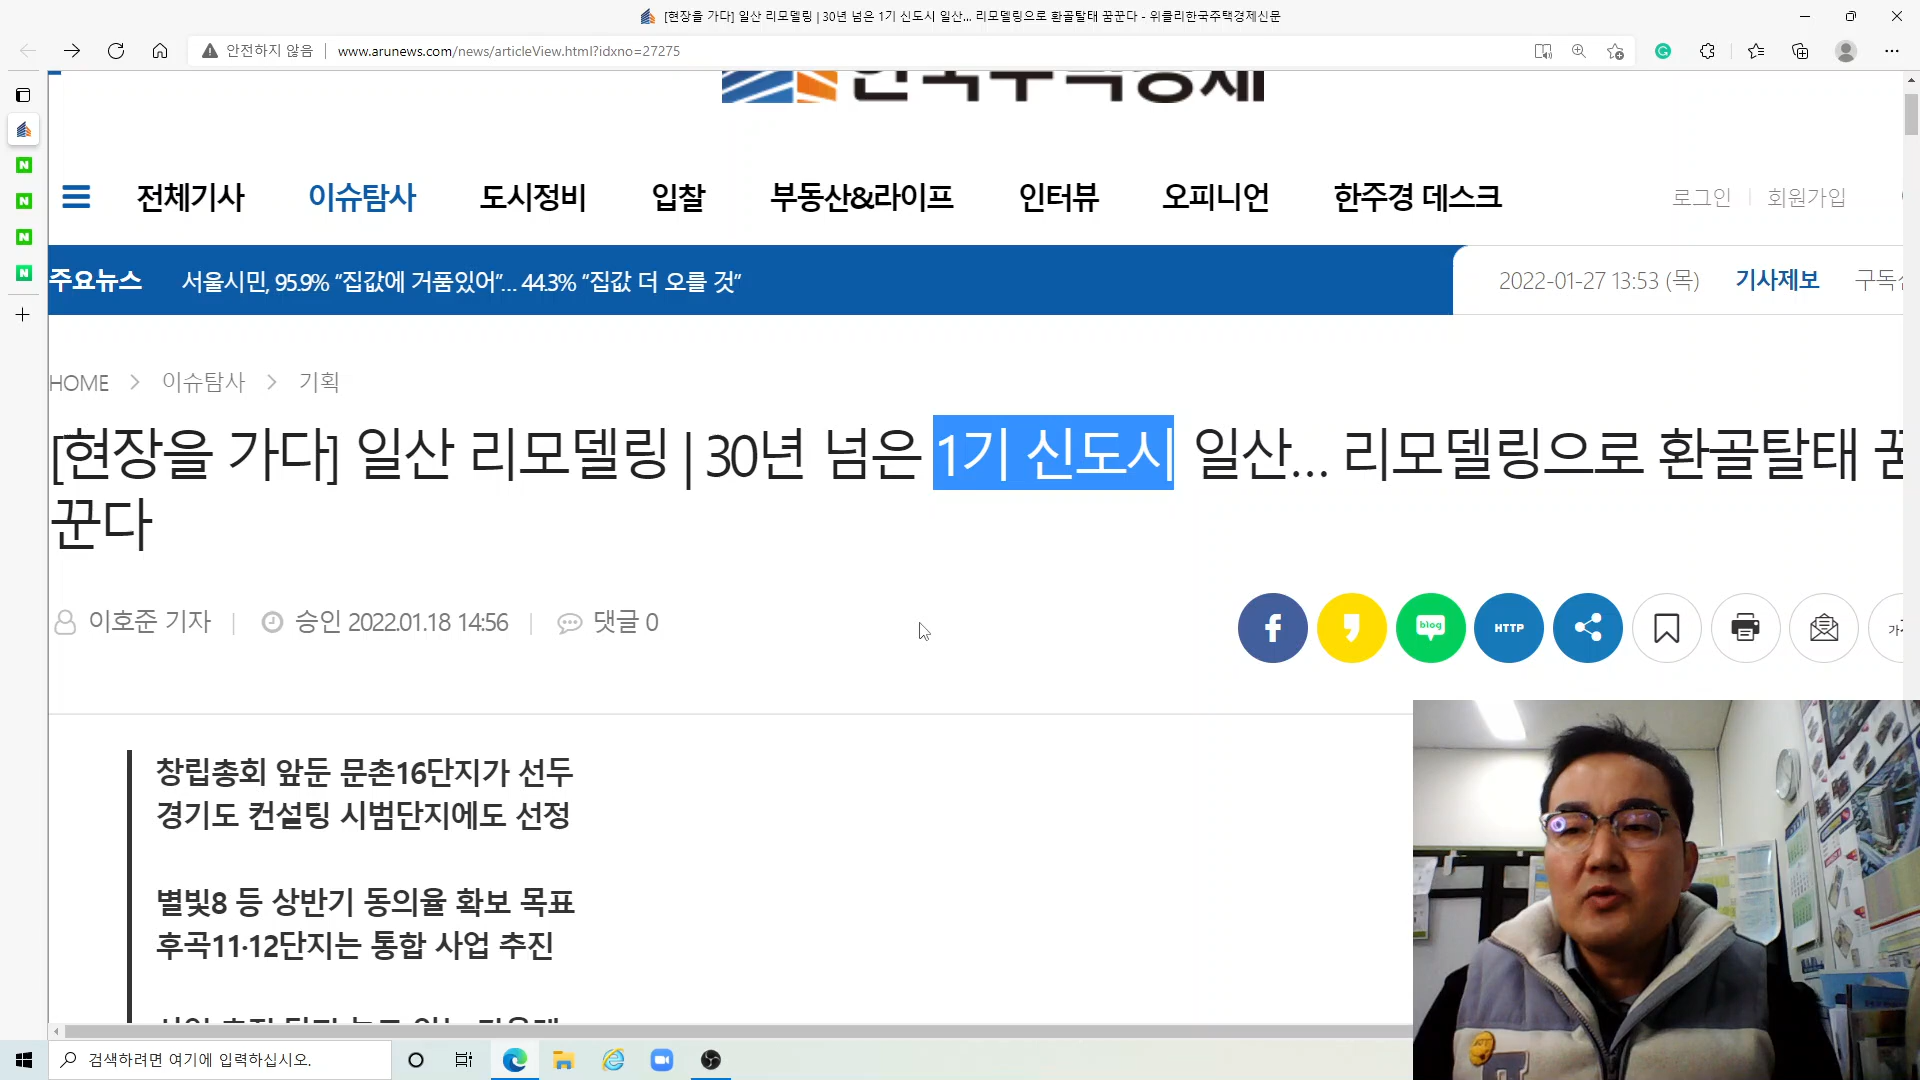 [현장을 가다] 일산 리모델링 | 30년 넘은 1기 신도시 일산... 리모델링으로 환골탈태 꿈꾼다 - 위클리한국주택경제신문
안전하지 않음 www.arunews.com/news/articleView.html?idxno=27275
한국주택경제
전체기사 이슈탐사 도시정비 입찰 부동산&라이프 인터뷰 오피니언 한주경 데스크 로그인 회원가입
주요뉴스 서울시민, 95.9% “집값에 거품있어”... 44.3% “집값 더 오를 것” 2022-01-27 13:53 (목) 기사제보
HOME > 이슈탐사 > 기획
[현장을 가다] 일산 리모델링 | 30년 넘은 1기 신도시 일산... 리모델링으로 환골탈태 꿈
꾼다
이호준 기자 승인 2022.01.18 14:56 댓글 0
blog HTTP
창립총회 앞둔 문촌16단지가 선두
경기도 컨설팅 시범단지에도 선정
별빛8 등 상반기 동의율 확보 목표
후곡11·12단지는 통합 사업 추진
검색하려면 여기에 입력하십시오.